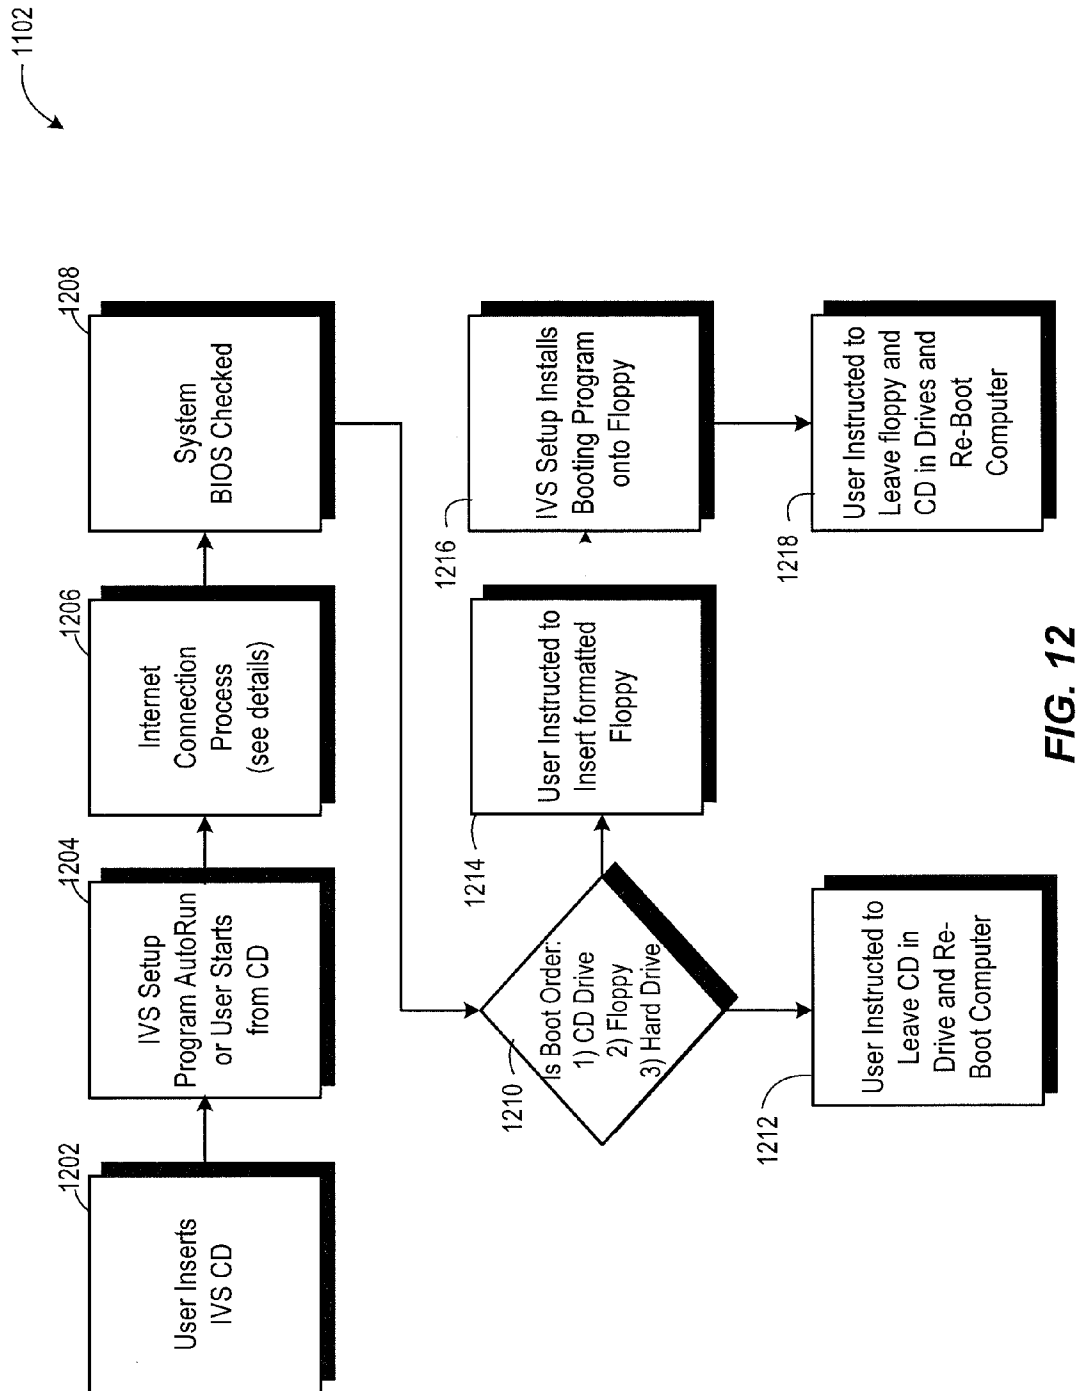 1102
1202
User Inserts
IVS CD
1204
IVS Setup
Program AutoRun
or User Starts
from CD
1206
Internet
Connection
Process
(see details)
1208
System
BIOS Checked
1210
Is Boot Order:
1) CD Drive
2) Floppy
3) Hard Drive
1214
User Instructed to
Insert formatted
Floppy
1216
IVS Setup Installs
Booting Program
onto Floppy
1212
User Instructed to
Leave CD in
Drive and Re-
Boot Computer
1218
User Instructed to
Leave floppy and
CD in Drives and
Re-Boot
Computer
FIG. 12